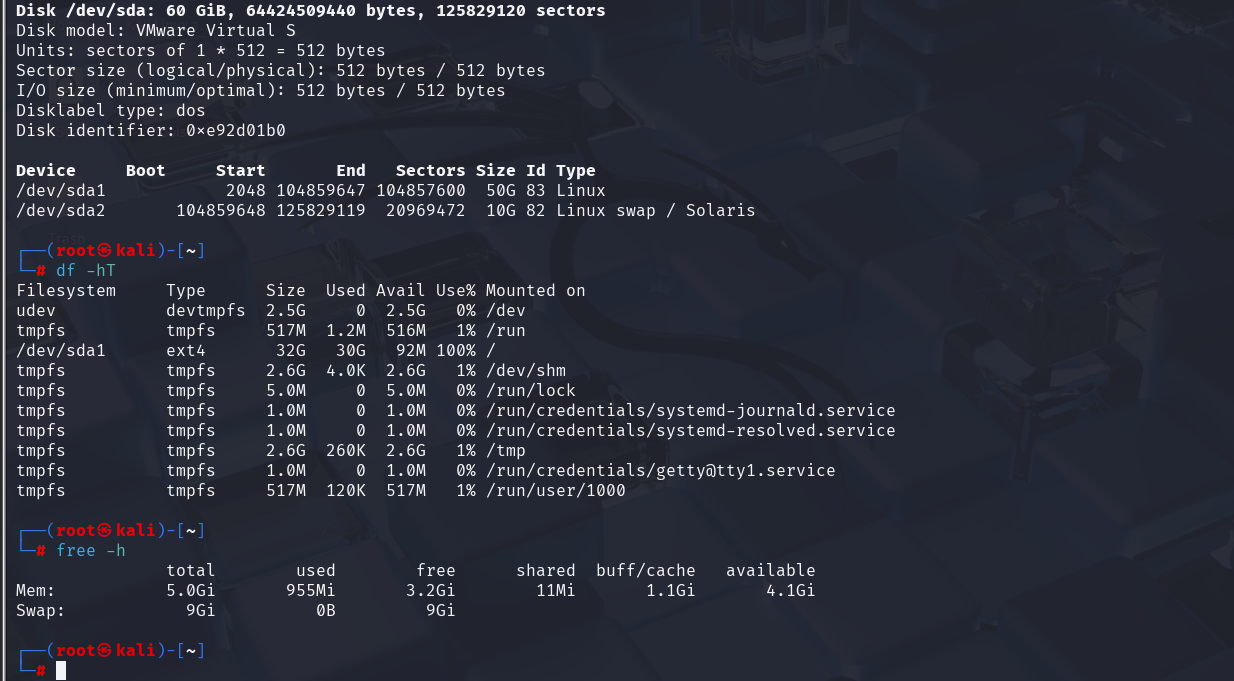 Disk /dev/sda: 60 GiB, 64424509440 bytes, 125829120 sectors
Disk model: VMware Virtual S
Units: sectors of 1 * 512 = 512 bytes
Sector size (logical/physical): 512 bytes / 512 bytes
I/O size (minimum/optimal): 512 bytes / 512 bytes
Disklabel type: dos
Disk identifier: 0×e92d01b0
Device     Boot     Start       End   Sectors Size Id Type
/dev/sda1            2048 104859647 104857600  50G 83 Linux
/dev/sda2       104859648 125829119  20969472  10G 82 Linux swap / Solaris
┌──(root㉿kali)-[~]
└─# df -hT
Filesystem     Type      Size  Used Avail Use% Mounted on
udev           devtmpfs  2.5G     0  2.5G   0% /dev
tmpfs          tmpfs     517M  1.2M  516M   1% /run
/dev/sda1      ext4       32G   30G   92M 100% /
tmpfs          tmpfs     2.6G  4.0K  2.6G   1% /dev/shm
tmpfs          tmpfs     5.0M     0  5.0M   0% /run/lock
tmpfs          tmpfs     1.0M     0  1.0M   0% /run/credentials/systemd-journald.service
tmpfs          tmpfs     1.0M     0  1.0M   0% /run/credentials/systemd-resolved.service
tmpfs          tmpfs     2.6G  260K  2.6G   1% /tmp
tmpfs          tmpfs     1.0M     0  1.0M   0% /run/credentials/getty@tty1.service
tmpfs          tmpfs     517M  120K  517M   1% /run/user/1000
┌──(root㉿kali)-[~]
└─# free -h
               total        used        free      shared  buff/cache   available
Mem:           5.0Gi       955Mi       3.2Gi        11Mi       1.1Gi       4.1Gi
Swap:            9Gi          0B         9Gi
┌──(root㉿kali)-[~]
└─#